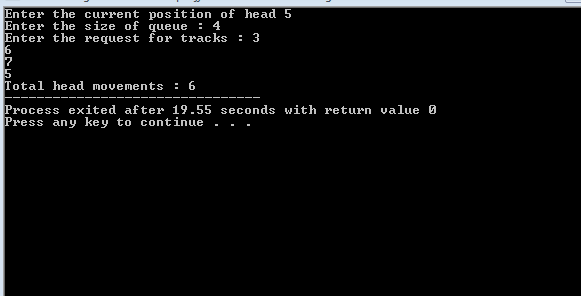 Enter the current position of head 5
Enter the size of queue : 4
Enter the request for tracks : 3
6
7
5
Total head movements : 6
--------------------------------
Process exited after 19.55 seconds with return value 0
Press any key to continue . . .